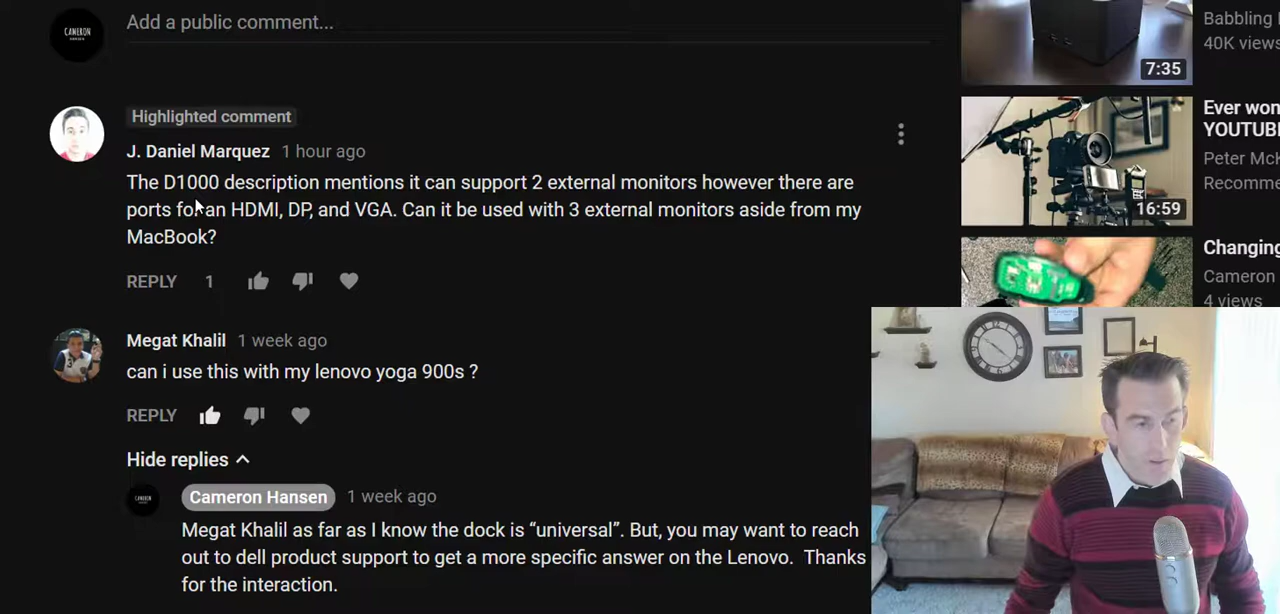 CAMERON
Add a public comment...
Highlighted comment
J. Daniel Marquez 1 hour ago
The D1000 description mentions it can support 2 external monitors however there are
ports for an HDMI, DP, and VGA. Can it be used with 3 external monitors aside from my
MacBook?
REPLY 1
Megat Khalil 1 week ago
can i use this with my lenovo yoga 900s ?
REPLY
Hide replies
Cameron Hansen 1 week ago
Megat Khalil as far as I know the dock is “universal”. But, you may want to reach
out to dell product support to get a more specific answer on the Lenovo. Thanks
for the interaction.
Babbling
40K views
7:35
Ever won
YOUTUB
Peter McK
Recomme
16:59
Changing
Cameron
4 views